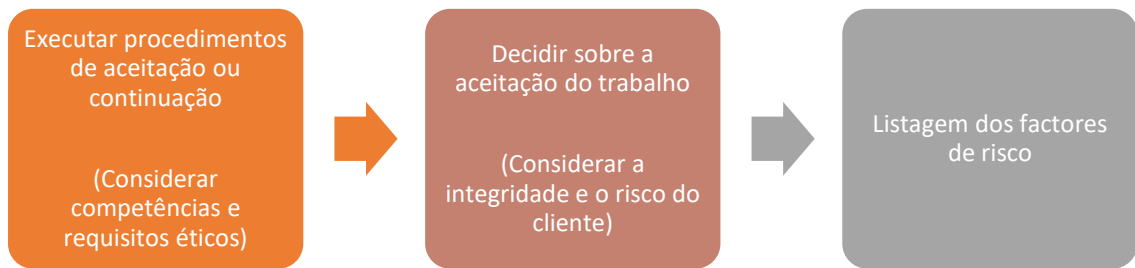 Executar procedimentos
de aceitação ou
continuação
(Considerar
competências e
requisitos éticos)
Decidir sobre a
aceitação do trabalho
(Considerar a
integridade e o risco do
cliente)
Listagem dos factores
de risco